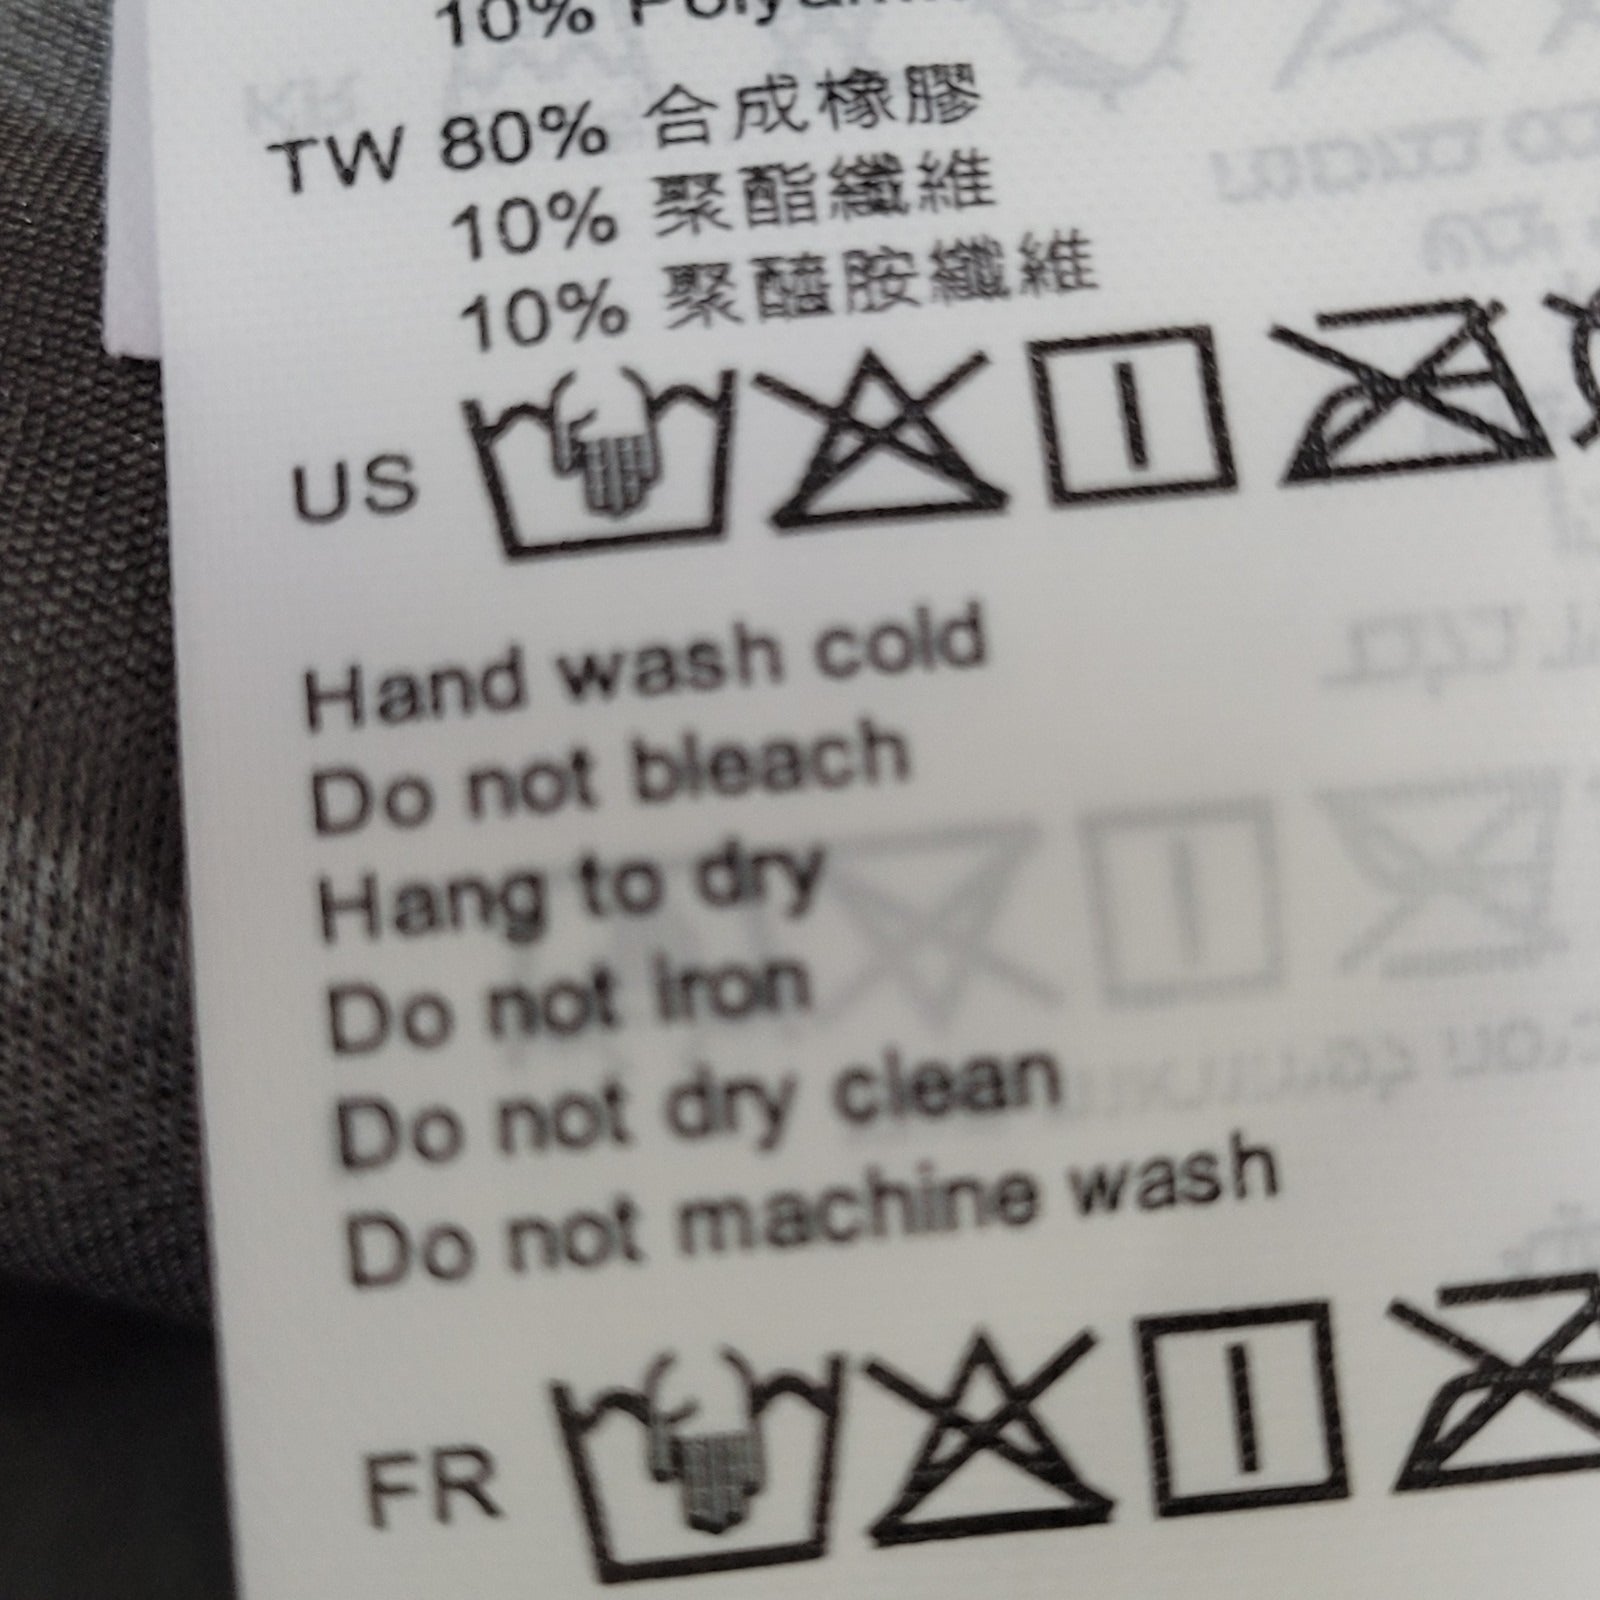 10% Polyam
TW 80% 合成橡膠
10% 聚酯纖維
10% 聚醯胺纖維
US
Hand wash cold
Do not bleach
Hang to dry
Do not iron
Do not dry clean
Do not machine wash
FR